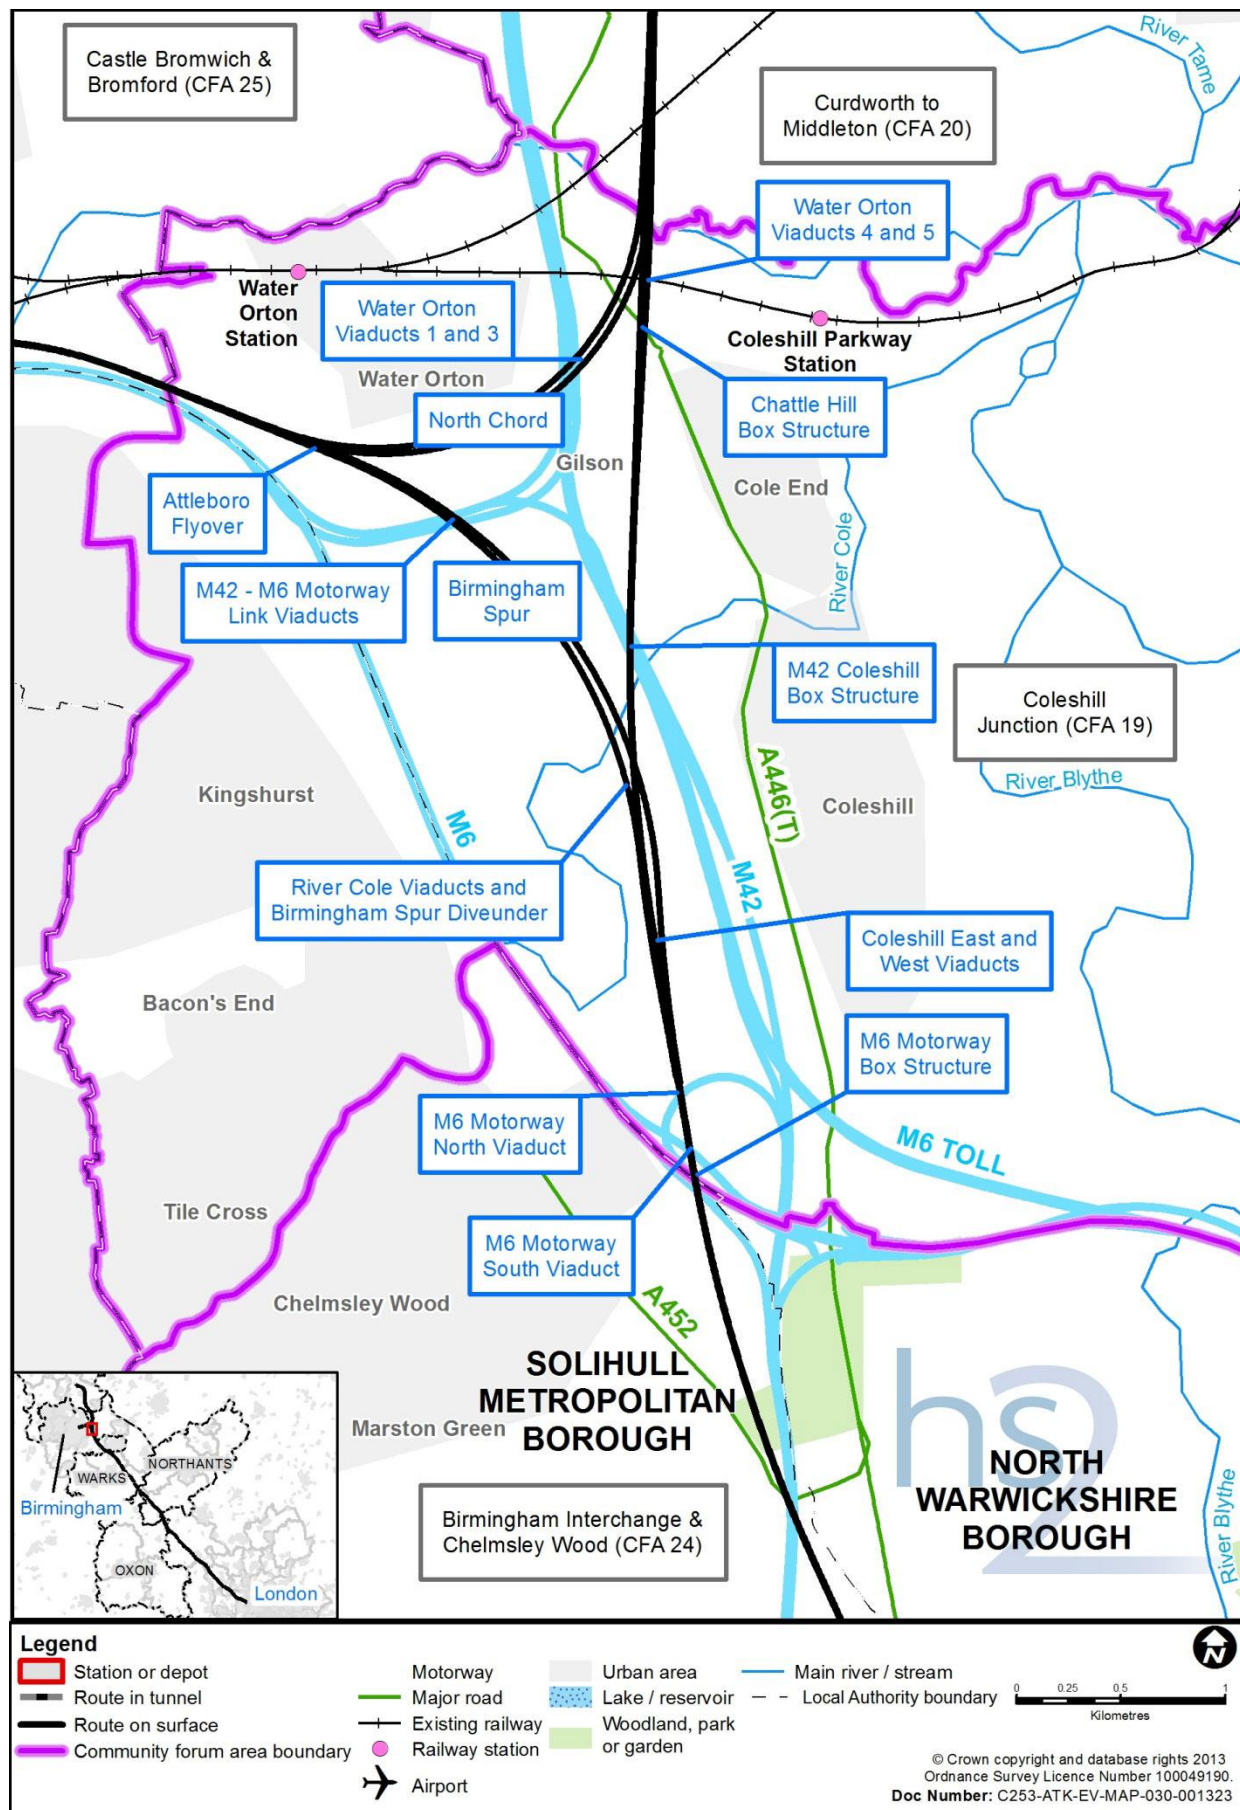 Castle Bromwich &
Bromford (CFA 25)
River Tame
Curdworth to
Middleton (CFA 20)
Water Orton
Viaducts 4 and 5
Water
Orton
Station
Water Orton
Viaducts 1 and 3
Coleshill Parkway
Station
Water Orton
North Chord
Chattle Hill
Box Structure
Gilson
Cole End
Attleboro
Flyover
River Cole
M42 - M6 Motorway
Link Viaducts
Birmingham
Spur
M42 Coleshill
Box Structure
Coleshill
Junction (CFA 19)
A446(T)
River Blythe
Kingshurst
M6
Coleshill
M42
River Cole Viaducts and
Birmingham Spur Diveunder
Coleshill East and
West Viaducts
Bacon's End
M6 Motorway
Box Structure
M6 Motorway
North Viaduct
M6 TOLL
Tile Cross
M6 Motorway
South Viaduct
Chelmsley Wood
A452
SOLIHULL
METROPOLITAN
BOROUGH
hs2
Marston Green
NORTH
WARWICKSHIRE
BOROUGH
NORTHANTS
WARKS
Birmingham
Birmingham Interchange &
Chelmsley Wood (CFA 24)
River Blythe
OXON
London
Legend
Station or depot
Route in tunnel
Route on surface
Community forum area boundary
Motorway
Major road
Existing railway
Railway station
Airport
Urban area
Lake / reservoir
Woodland, park
or garden
Main river / stream
Local Authority boundary
N
0 0.25 0.5 1
Kilometres
© Crown copyright and database rights 2013
Ordnance Survey Licence Number 100049190.
Doc Number: C253-ATK-EV-MAP-030-001323